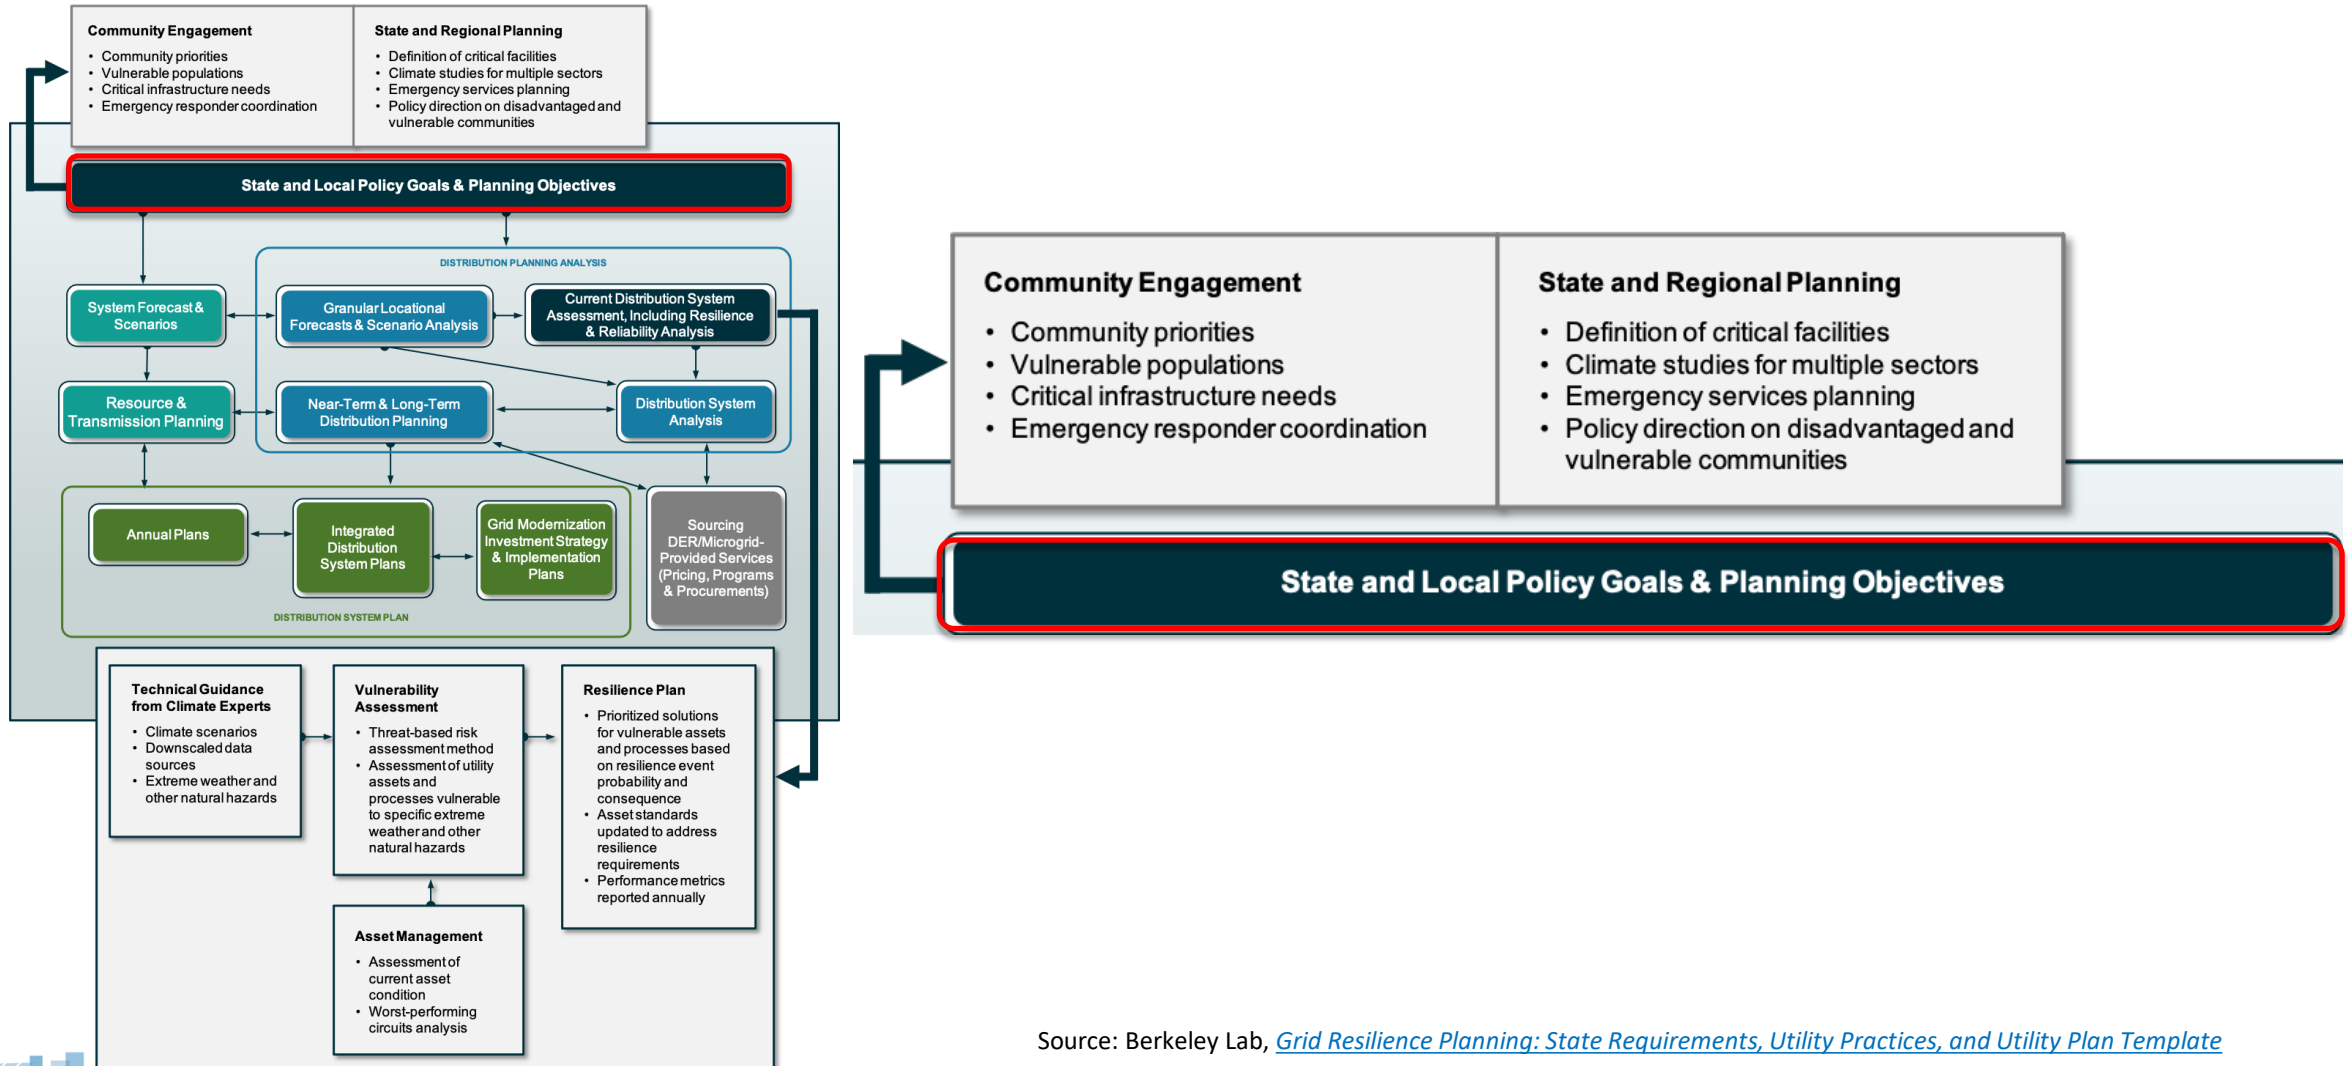 Community Engagement
• Community priorities
• Vulnerable populations
• Critical infrastructure needs
• Emergency responder coordination
State and Regional Planning
• Definition of critical facilities
• Climate studies for multiple sectors
• Emergency services planning
• Policy direction on disadvantaged and
vulnerable communities
State and Local Policy Goals & Planning Objectives
DISTRIBUTION PLANNING ANALYSIS
System Forecast &
Scenarios
Granular Locational
Forecasts & Scenario Analysis
Current Distribution System
Assessment, Including Resilience
& Reliability Analysis
Resource &
Transmission Planning
Near-Term & Long-Term
Distribution Planning
Distribution System
Analysis
Annual Plans
Integrated
Distribution
System Plans
Grid Modernization
Investment Strategy
& Implementation
Plans
Sourcing
DER/Microgrid-
Provided Services
(Pricing, Programs
& Procurements)
DISTRIBUTION SYSTEM PLAN
Technical Guidance
from Climate Experts
• Climate scenarios
• Downscaled data
sources
• Extreme weather and
other natural hazards
Vulnerability
Assessment
• Threat-based risk
assessment method
• Assessment of utility
assets and
processes vulnerable
to specific extreme
weather and other
natural hazards
Resilience Plan
• Prioritized solutions
for vulnerable assets
and processes based
on resilience event
probability and
consequence
• Asset standards
updated to address
resilience
requirements
• Performance metrics
reported annually
Asset Management
• Assessment of
current asset
condition
• Worst-performing
circuits analysis
Community Engagement
• Community priorities
• Vulnerable populations
• Critical infrastructure needs
• Emergency responder coordination
State and Regional Planning
• Definition of critical facilities
• Climate studies for multiple sectors
• Emergency services planning
• Policy direction on disadvantaged and
vulnerable communities
State and Local Policy Goals & Planning Objectives
Source: Berkeley Lab, Grid Resilience Planning: State Requirements, Utility Practices, and Utility Plan Template